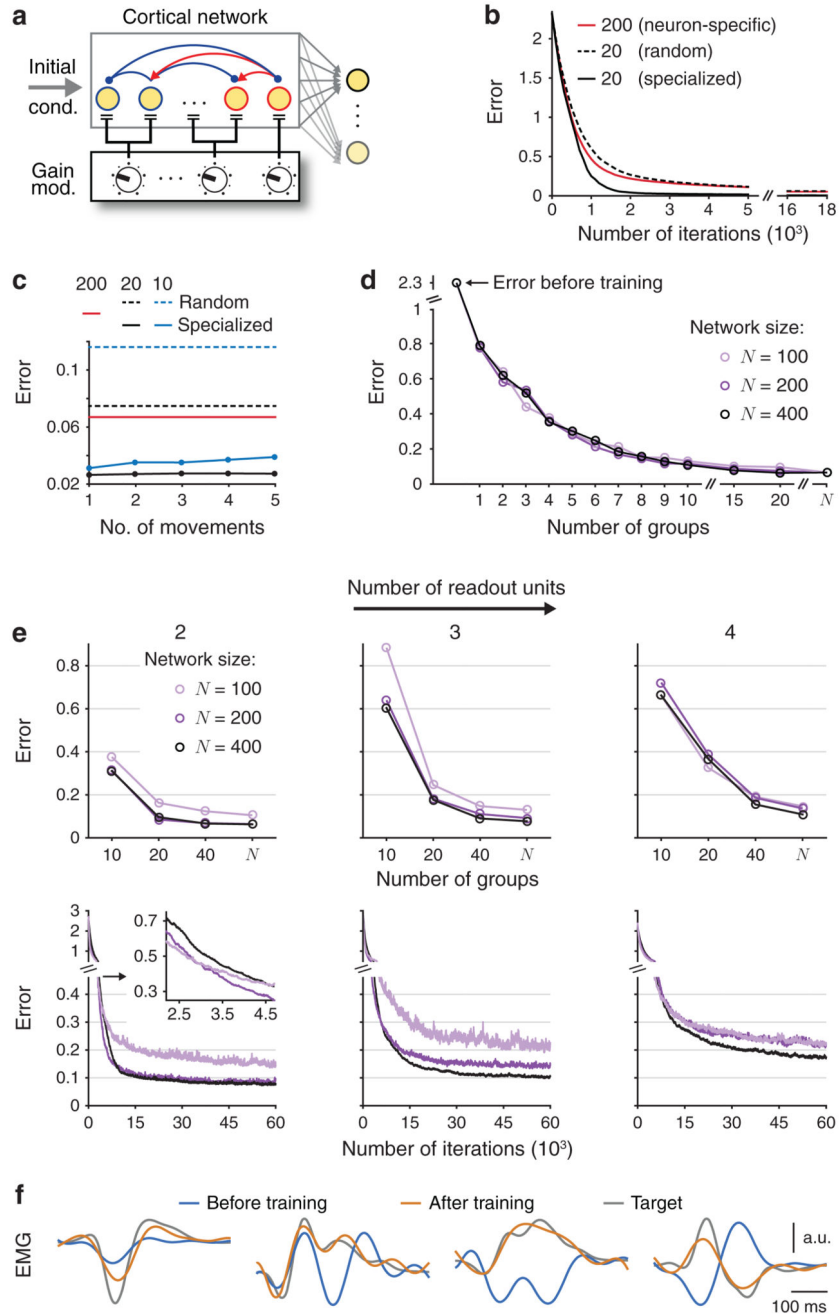 a
Cortical network
Initial
cond.
Gain
mod.
b
200 (neuron-specific)
20 (random)
20 (specialized)
Error
2
1.5
1
0.5
0
0 1 2 3 4 5 16 18
Number of iterations (10³)
c
200 20 10
Random
Specialized
Error
0.1
0.06
0.02
1 2 3 4 5
No. of movements
d
2.3
Error before training
1
0.8
0.6
0.4
0.2
0
Error
Network size:
N = 100
N = 200
N = 400
1 2 3 4 5 6 7 8 9 10 15 20 N
Number of groups
Number of readout units
e
2 3 4
Network size:
N = 100
N = 200
N = 400
Error
0.8
0.6
0.4
0.2
0
10 20 40 N 10 20 40 N 10 20 40 N
Number of groups
Error
3
2
1
0.4
0.3
0.2
0.1
0
0.7
0.5
0.3
2.5 3.5 4.5
0 15 30 45 60 0 15 30 45 60 0 15 30 45 60
Number of iterations (10³)
f
Before training After training Target
EMG
a.u.
100 ms